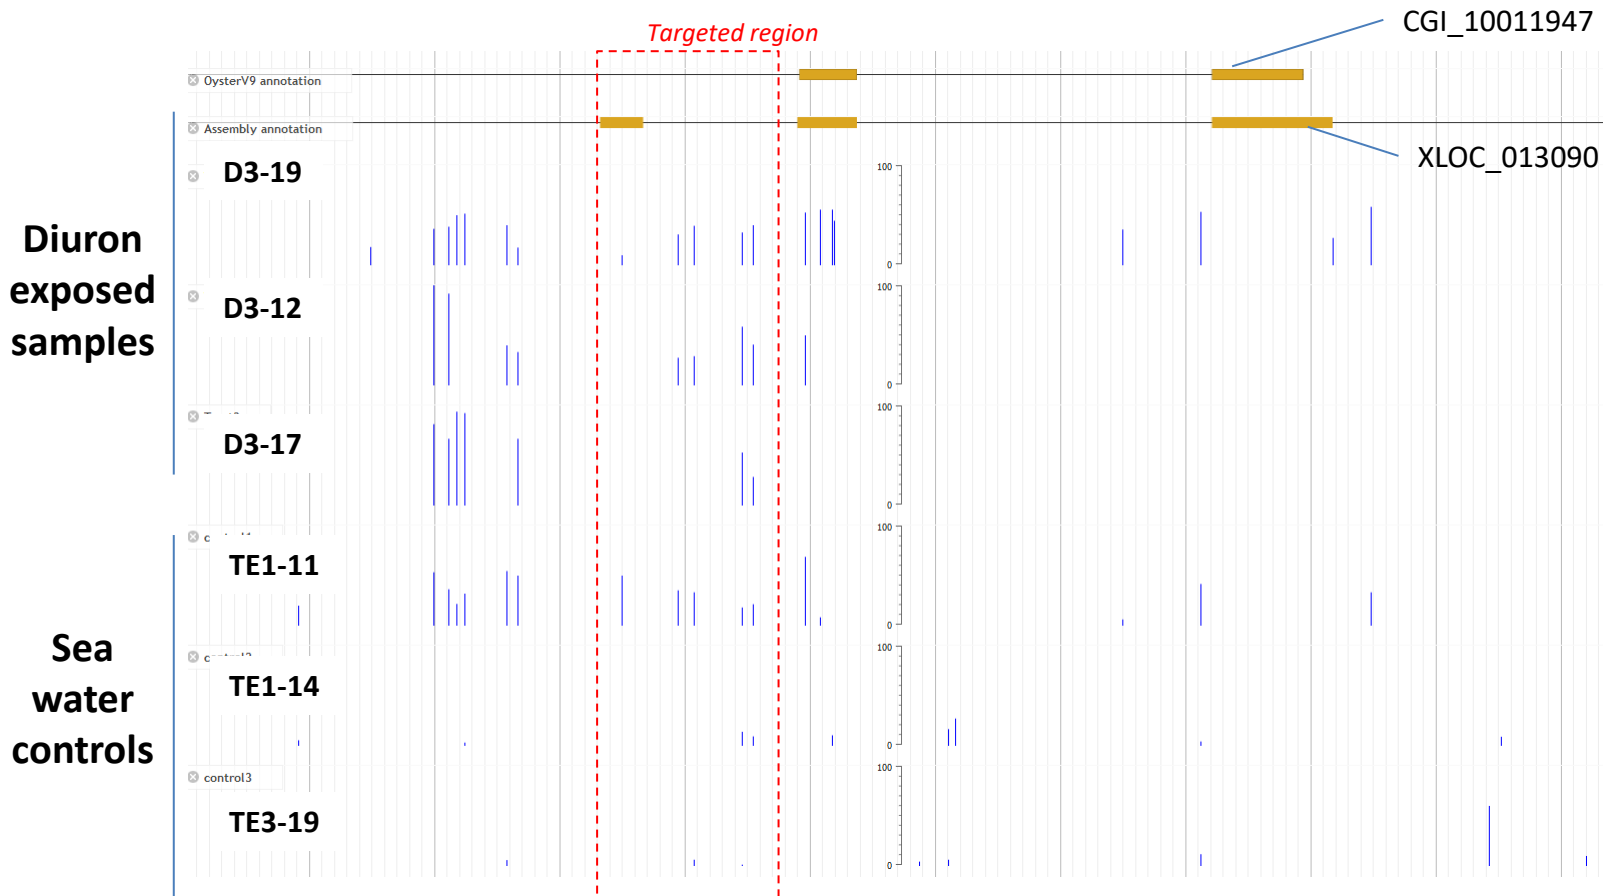 CGI_10011947
Targeted region
OysterV9 annotation
Assembly annotation
XLOC_013090
Diuron
exposed
samples
D3-19
100
0
D3-12
100
0
D3-17
100
0
Sea
water
controls
TE1-11
100
0
TE1-14
100
0
control3
TE3-19
100
0